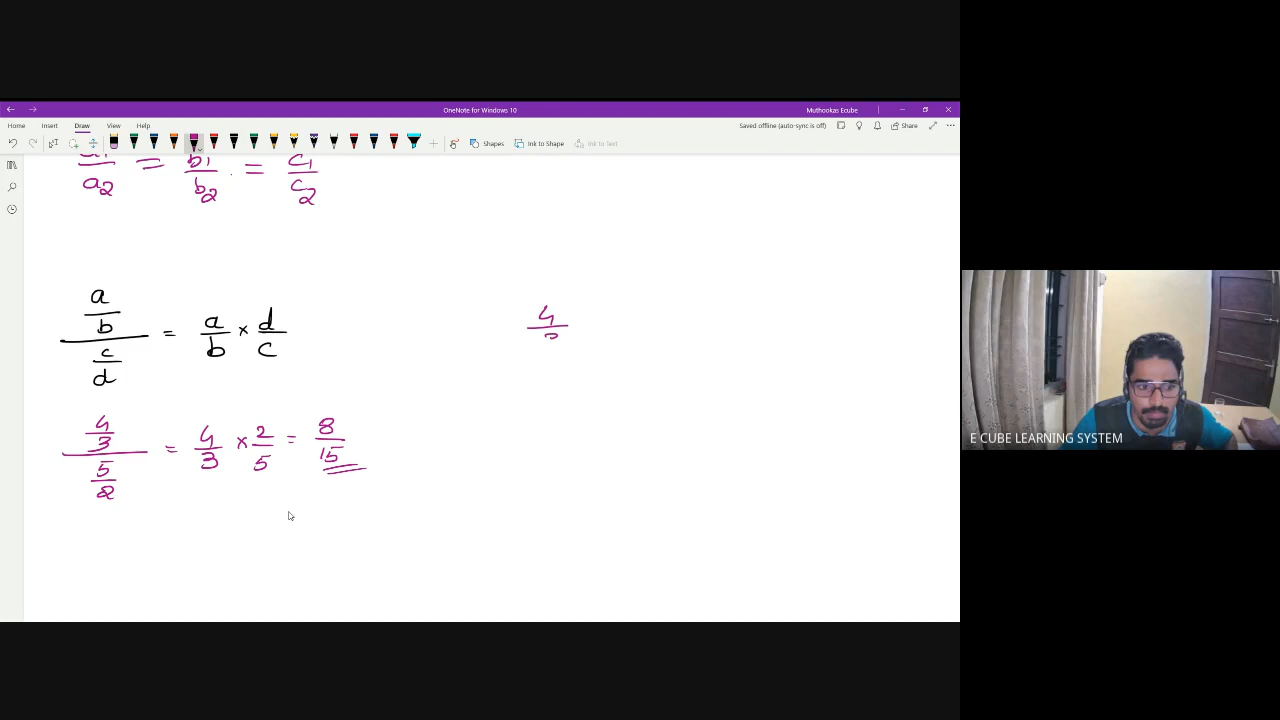 OneNote for Windows 10
Muthookas Ecube
Home Insert Draw View Help
Saved offline (auto-sync is off)
Share
Shapes Ink to Shape Ink to Text
a1/a2 = b1/b2 = c1/c2
(a/b)/(c/d) = a/b × d/c
4
(4/3)/(5/2) = 4/3 × 2/5 = 8/15
E CUBE LEARNING SYSTEM